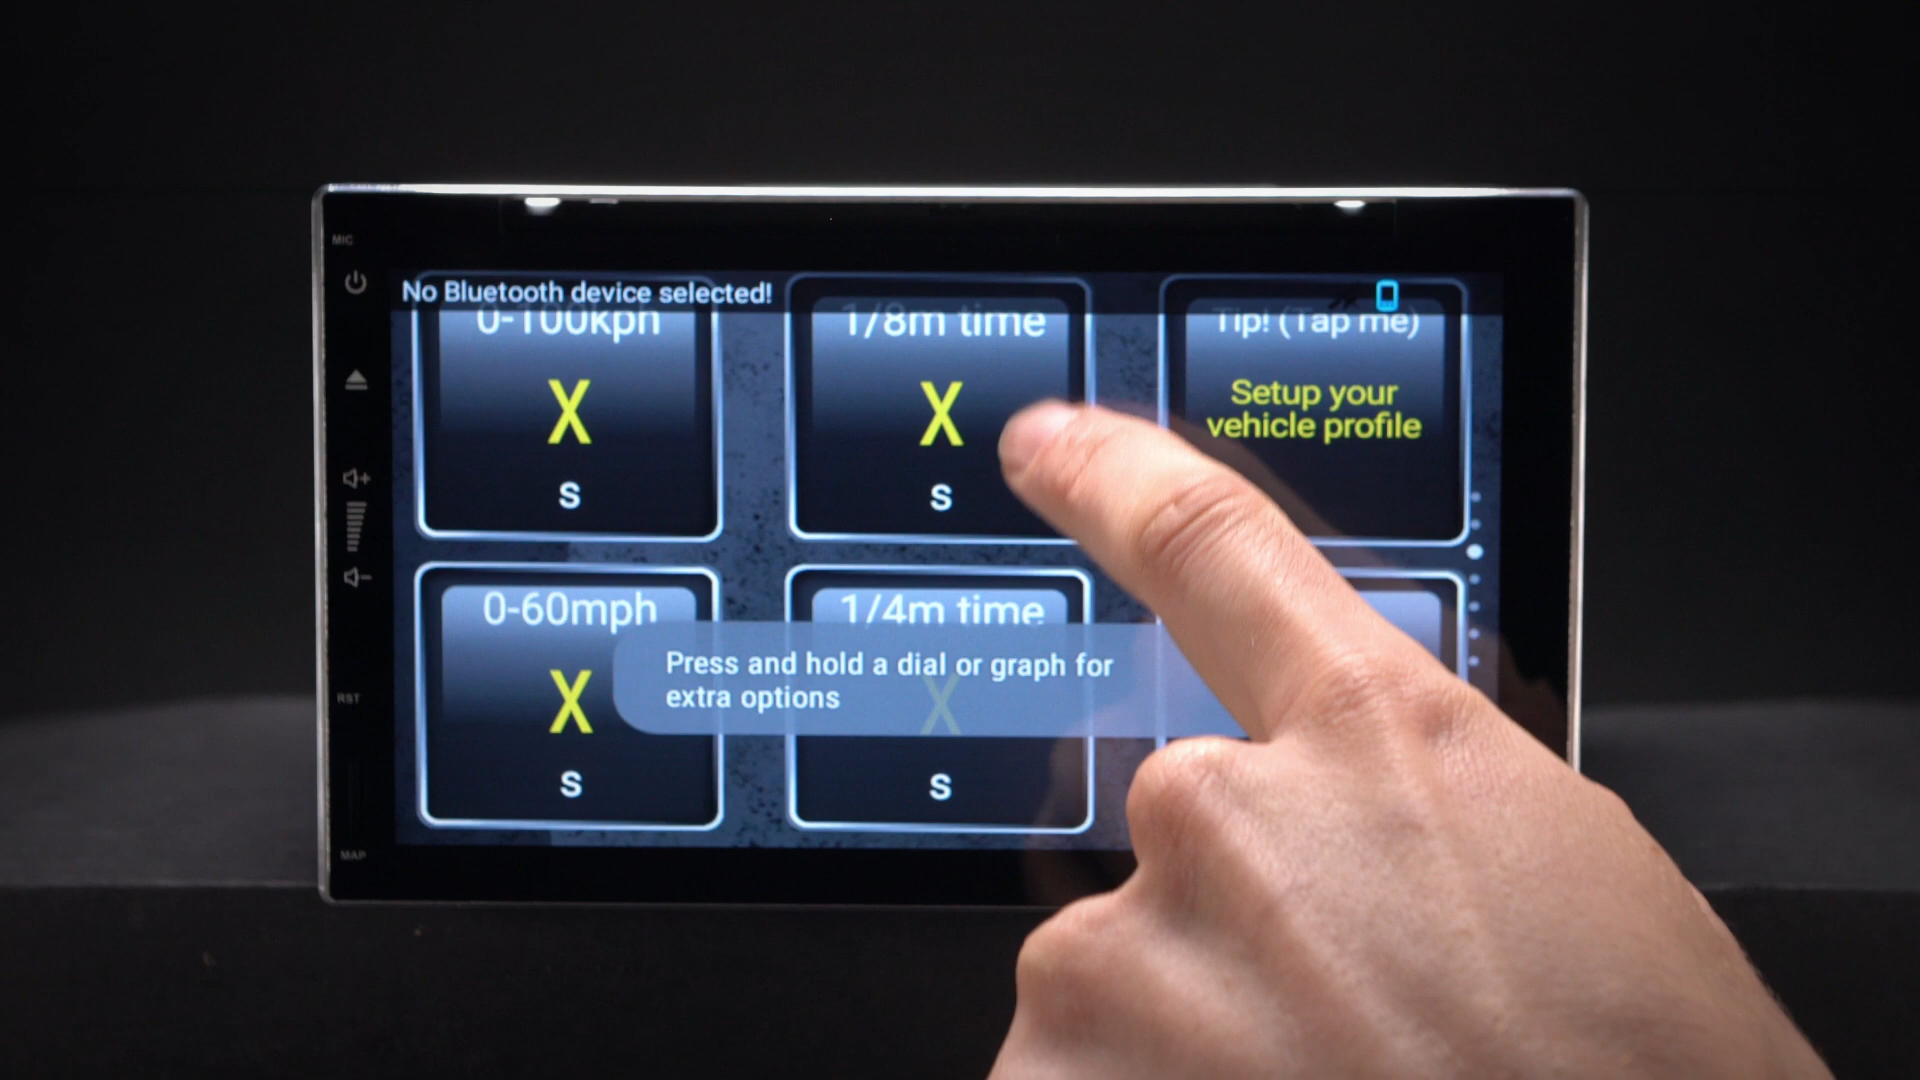 MIC
No Bluetooth device selected!
0-100kph
X
s
1/8m time
X
s
Tip! (Tap me)
Setup your
vehicle profile
0-60mph
X
s
1/4m time
X
s
Press and hold a dial or graph for
extra options
RST
MAP